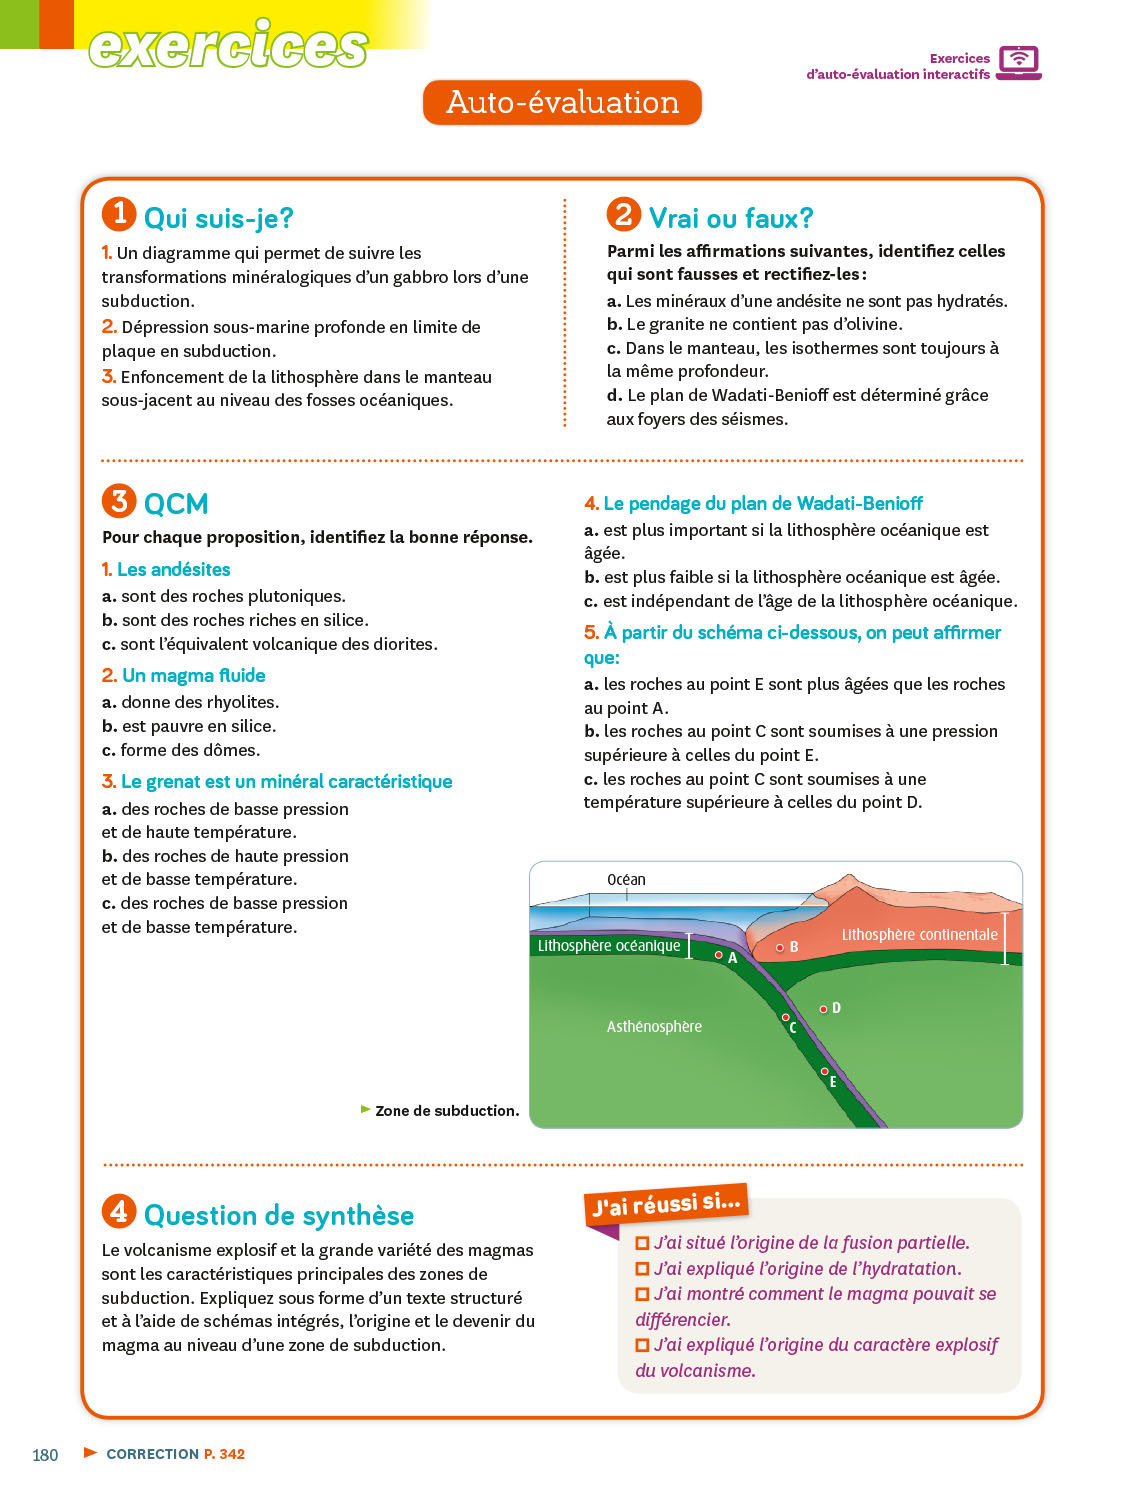 exercices
Exercices
d'auto-évaluation interactifs
Auto-évaluation
1 Qui suis-je?
1. Un diagramme qui permet de suivre les
transformations minéralogiques d'un gabbro lors d'une
subduction.
2. Dépression sous-marine profonde en limite de
plaque en subduction.
3. Enfoncement de la lithosphère dans le manteau
sous-jacent au niveau des fosses océaniques.
2 Vrai ou faux?
Parmi les affirmations suivantes, identifiez celles
qui sont fausses et rectifiez-les :
a. Les minéraux d'une andésite ne sont pas hydratés.
b. Le granite ne contient pas d'olivine.
c. Dans le manteau, les isothermes sont toujours à
la même profondeur.
d. Le plan de Wadati-Benioff est déterminé grâce
aux foyers des séismes.
3 QCM
Pour chaque proposition, identifiez la bonne réponse.
1. Les andésites
a. sont des roches plutoniques.
b. sont des roches riches en silice.
c. sont l'équivalent volcanique des diorites.
2. Un magma fluide
a. donne des rhyolites.
b. est pauvre en silice.
c. forme des dômes.
3. Le grenat est un minéral caractéristique
a. des roches de basse pression
et de haute température.
b. des roches de haute pression
et de basse température.
c. des roches de basse pression
et de basse température.
4. Le pendage du plan de Wadati-Benioff
a. est plus important si la lithosphère océanique est
âgée.
b. est plus faible si la lithosphère océanique est âgée.
c. est indépendant de l'âge de la lithosphère océanique.
5. À partir du schéma ci-dessous, on peut affirmer
que:
a. les roches au point E sont plus âgées que les roches
au point A.
b. les roches au point C sont soumises à une pression
supérieure à celles du point E.
c. les roches au point C sont soumises à une
température supérieure à celles du point D.
Océan
Lithosphère océanique
Lithosphère continentale
A
B
D
C
E
Asthénosphère
Zone de subduction.
4 Question de synthèse
Le volcanisme explosif et la grande variété des magmas
sont les caractéristiques principales des zones de
subduction. Expliquez sous forme d'un texte structuré
et à l'aide de schémas intégrés, l'origine et le devenir du
magma au niveau d'une zone de subduction.
J'ai réussi si...
J'ai situé l'origine de la fusion partielle.
J'ai expliqué l'origine de l'hydratation.
J'ai montré comment le magma pouvait se
différencier.
J'ai expliqué l'origine du caractère explosif
du volcanisme.
180
CORRECTION P. 342